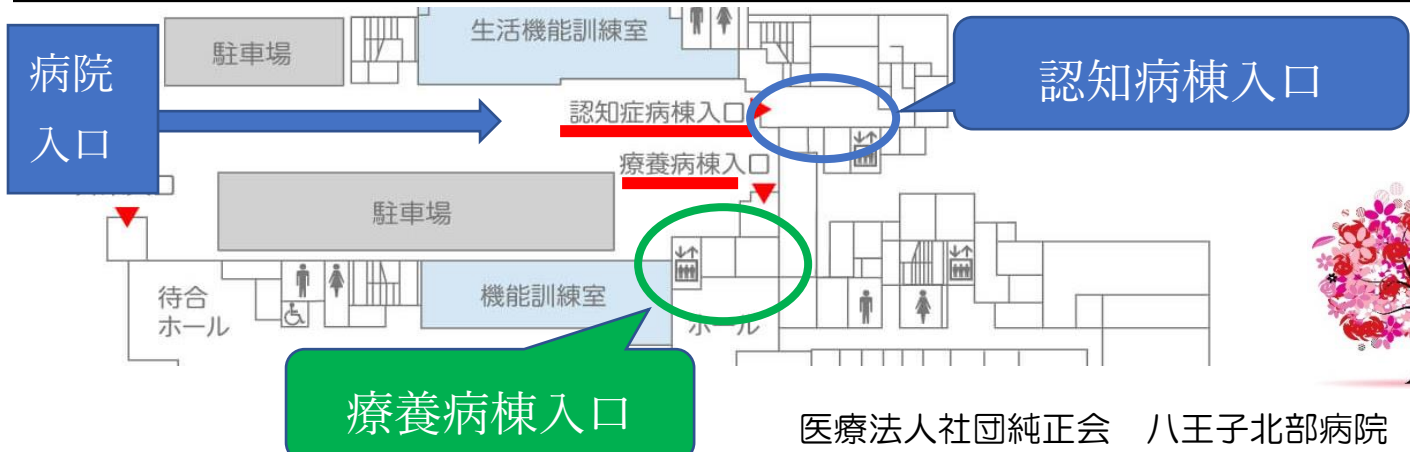 病院
入口
駐車場
生活機能訓練室
認知病棟入口
認知症病棟入口
療養病棟入口
駐車場
待合
ホール
機能訓練室
ホール
療養病棟入口
医療法人社団純正会 八王子北部病院